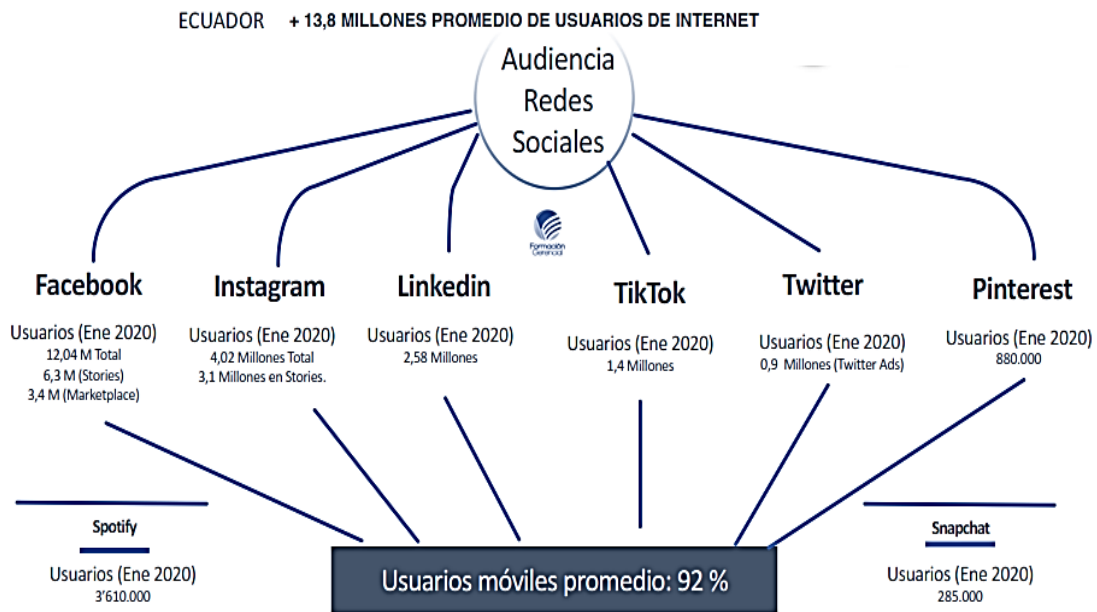 ECUADOR + 13,8 MILLONES PROMEDIO DE USUARIOS DE INTERNET
Audiencia
Redes
Sociales
Formación
Gerencial
Facebook
Usuarios (Ene 2020)
12,04 M Total
6,3 M (Stories)
3,4 M (Marketplace)
Instagram
Usuarios (Ene 2020)
4,02 Millones Total
3,1 Millones en Stories.
Linkedin
Usuarios (Ene 2020)
2,58 Millones
TikTok
Usuarios (Ene 2020)
1,4 Millones
Twitter
Usuarios (Ene 2020)
0,9 Millones (Twitter Ads)
Pinterest
Usuarios (Ene 2020)
880.000
Spotify
Usuarios (Ene 2020)
3'610.000
Usuarios móviles promedio: 92 %
Snapchat
Usuarios (Ene 2020)
285.000